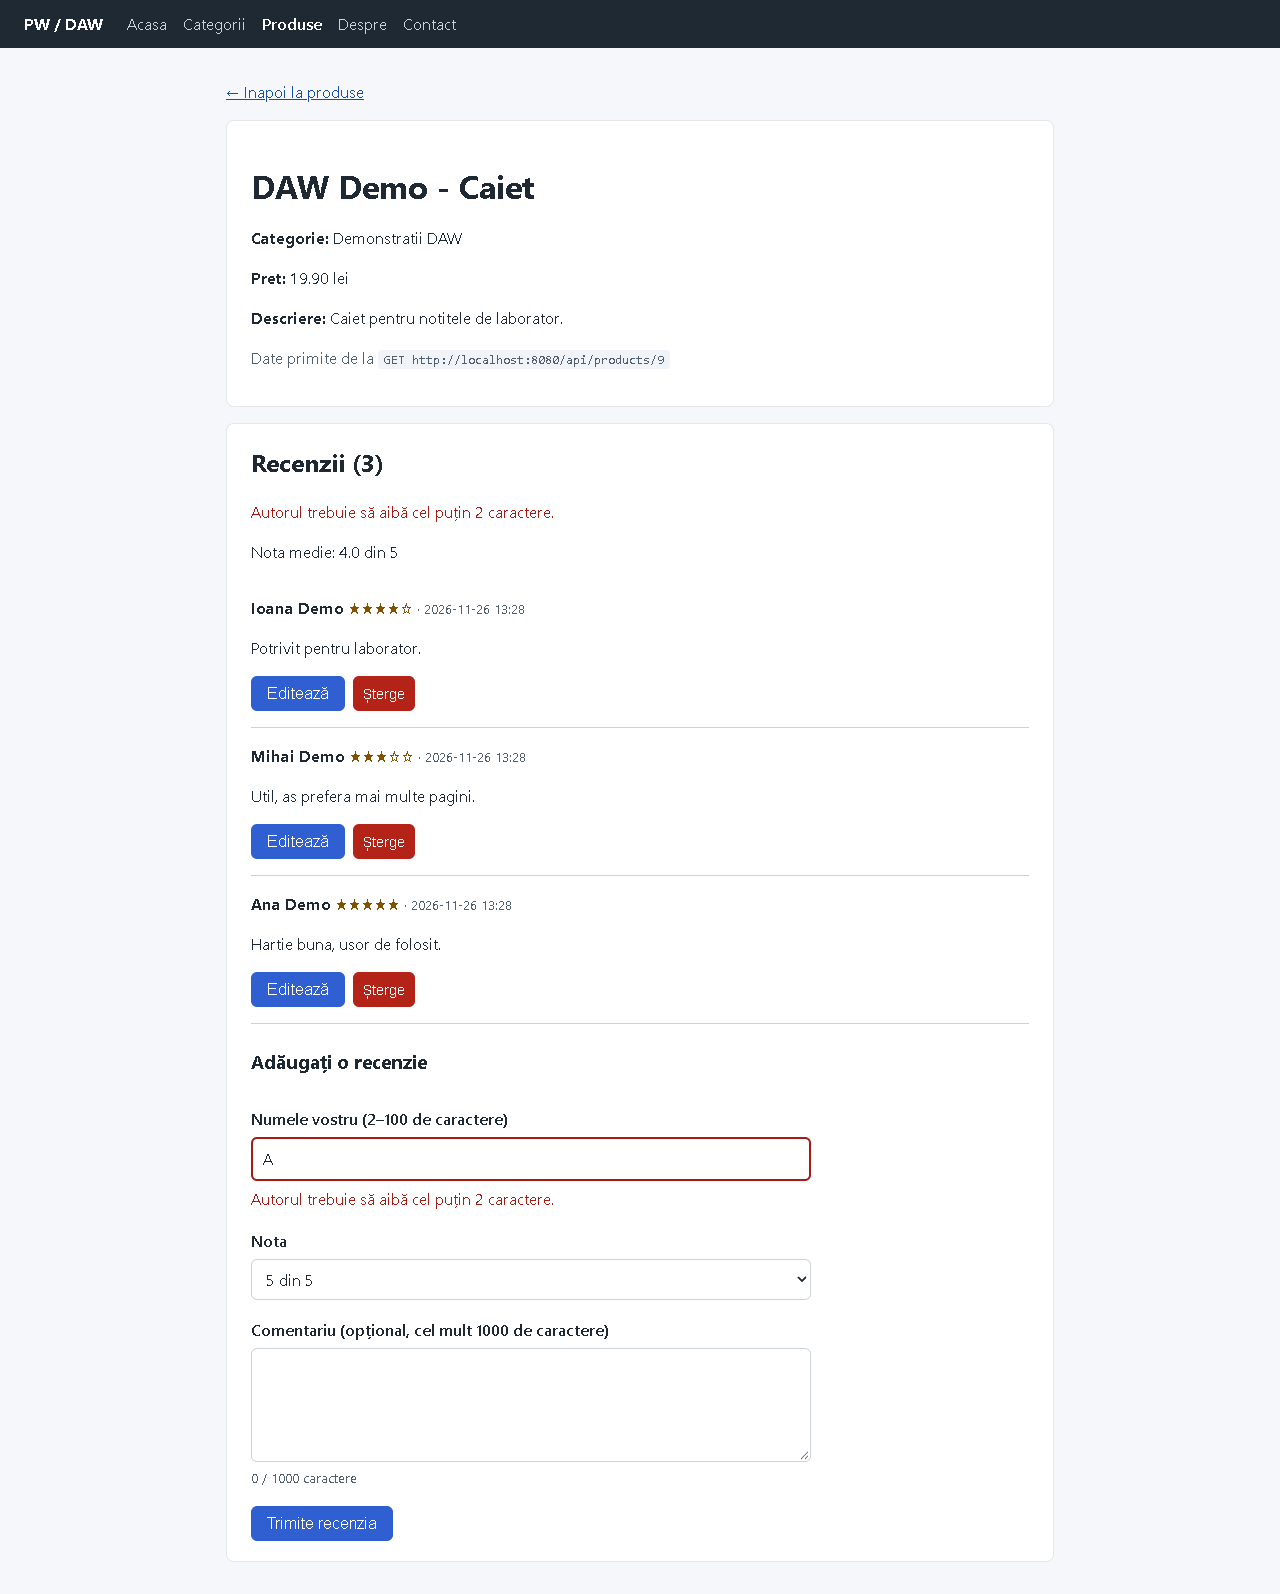 PW / DAW Acasa Categorii Produse Despre Contact
← Inapoi la produse
DAW Demo - Caiet
Categorie: Demonstratii DAW
Pret: 19.90 lei
Descriere: Caiet pentru notitele de laborator.
Date primite de la GET http://localhost:8080/api/products/9
Recenzii (3)
Autorul trebuie să aibă cel puțin 2 caractere.
Nota medie: 4.0 din 5
Ioana Demo ★★★★☆ · 2026-11-26 13:28
Potrivit pentru laborator.
Editează Șterge
Mihai Demo ★★★☆☆ · 2026-11-26 13:28
Util, as prefera mai multe pagini.
Editează Șterge
Ana Demo ★★★★★ · 2026-11-26 13:28
Hartie buna, usor de folosit.
Editează Șterge
Adăugați o recenzie
Numele vostru (2–100 de caractere)
A
Autorul trebuie să aibă cel puțin 2 caractere.
Nota
5 din 5
Comentariu (opțional, cel mult 1000 de caractere)
0 / 1000 caractere
Trimite recenzia